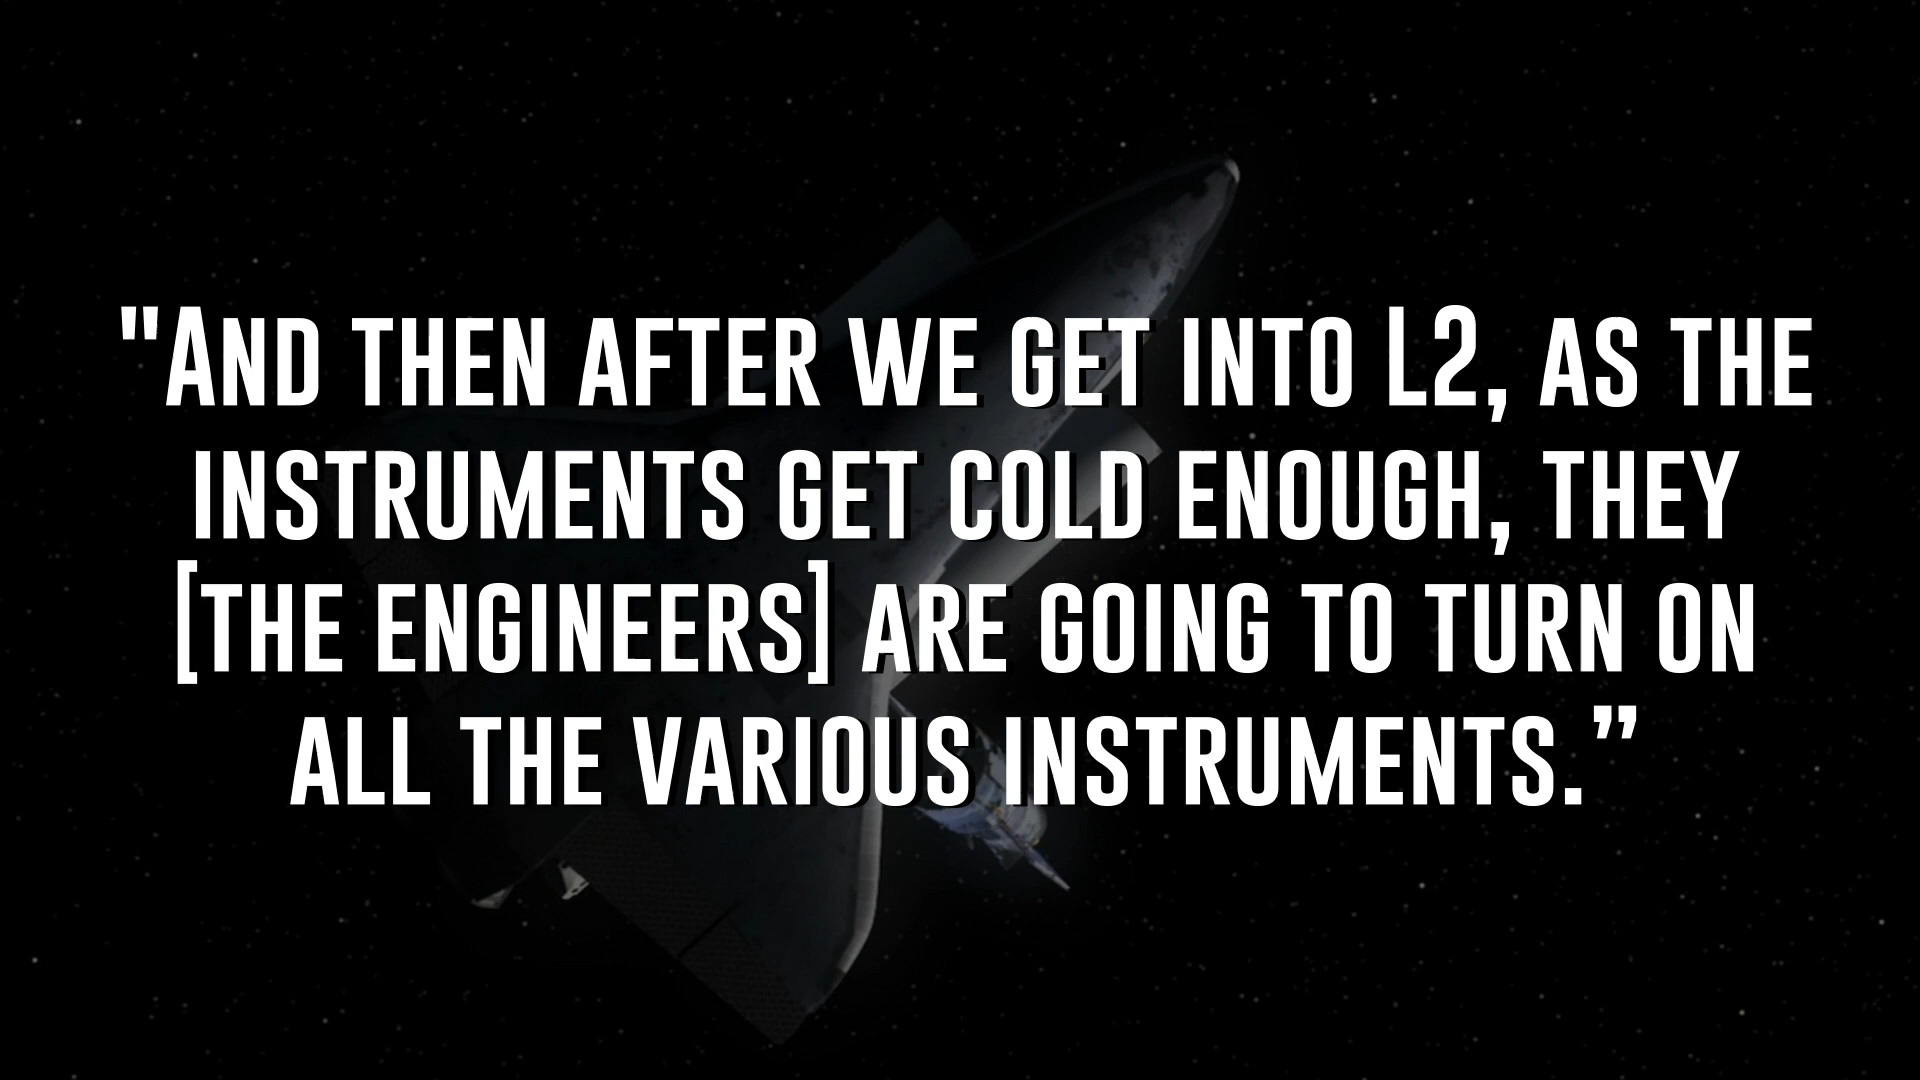 "And then after we get into L2, as the
instruments get cold enough, they
[the engineers] are going to turn on
all the various instruments.”